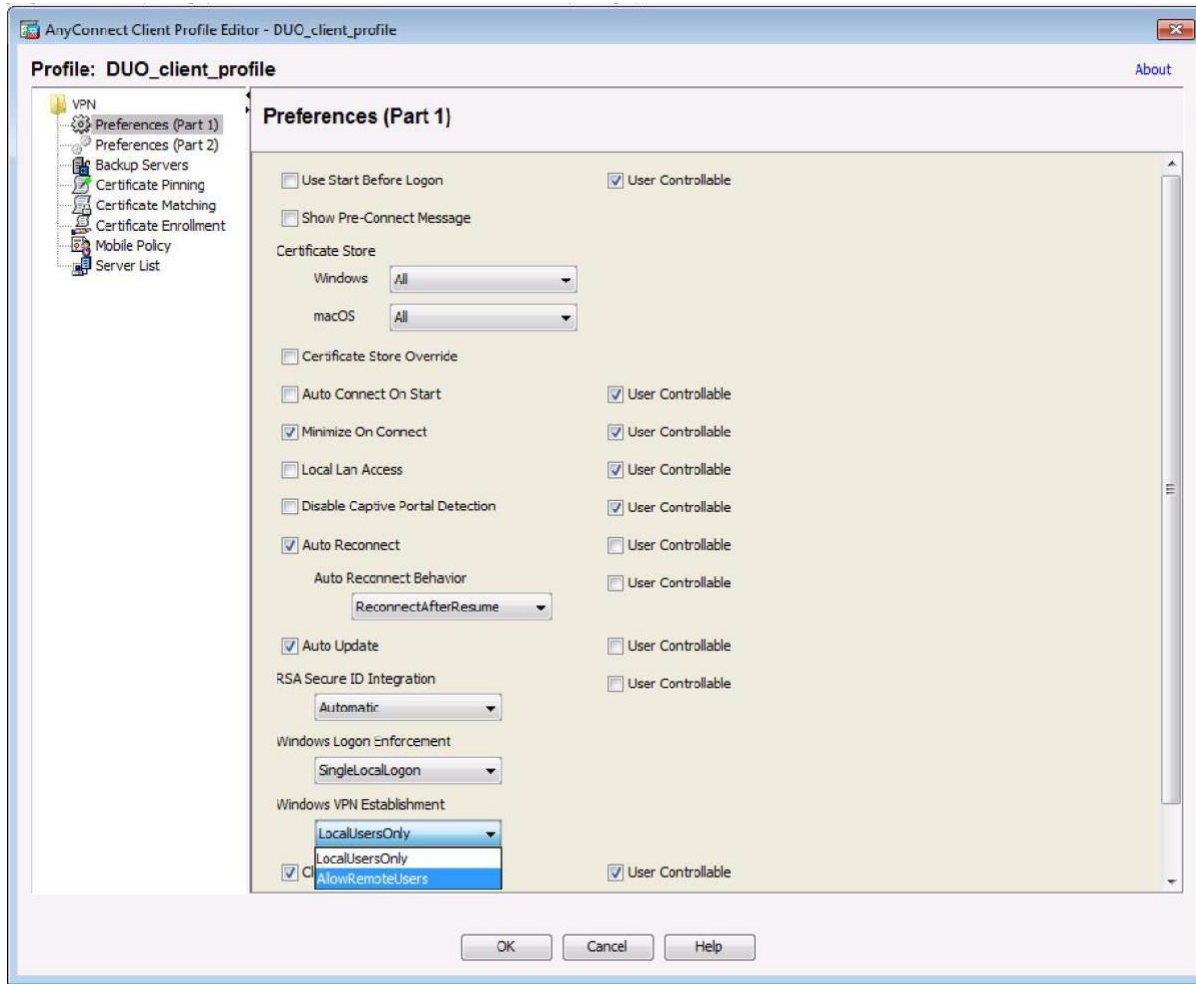 AnyConnect Client Profile Editor - DUO_client_profile
Profile: DUO_client_profile
About
VPN
Preferences (Part 1)
Preferences (Part 2)
Backup Servers
Certificate Pinning
Certificate Matching
Certificate Enrollment
Mobile Policy
Server List
Preferences (Part 1)
Use Start Before Logon User Controllable
Show Pre-Connect Message
Certificate Store
Windows All
macOS All
Certificate Store Override
Auto Connect On Start User Controllable
Minimize On Connect User Controllable
Local Lan Access User Controllable
Disable Captive Portal Detection User Controllable
Auto Reconnect User Controllable
Auto Reconnect Behavior User Controllable
ReconnectAfterResume
Auto Update User Controllable
RSA Secure ID Integration User Controllable
Automatic
Windows Logon Enforcement
SingleLocalLogon
Windows VPN Establishment
LocalUsersOnly
LocalUsersOnly
AllowRemoteUsers
Cl User Controllable
OK Cancel Help